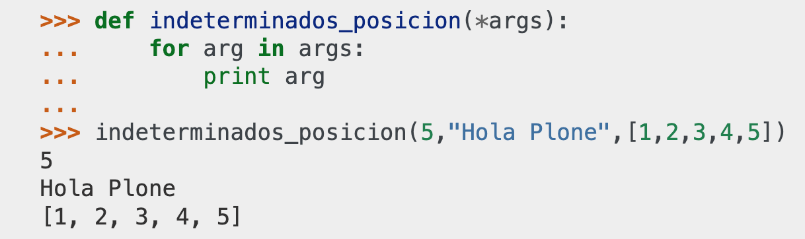 >>> def indeterminados_posicion(*args):
...     for arg in args:
...         print arg
...
>>> indeterminados_posicion(5,"Hola Plone",[1,2,3,4,5])
5
Hola Plone
[1, 2, 3, 4, 5]